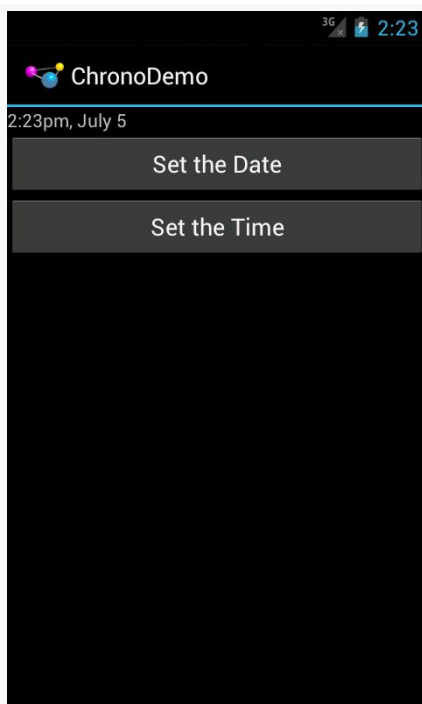 3G 2:23
ChronoDemo
2:23pm, July 5
Set the Date
Set the Time